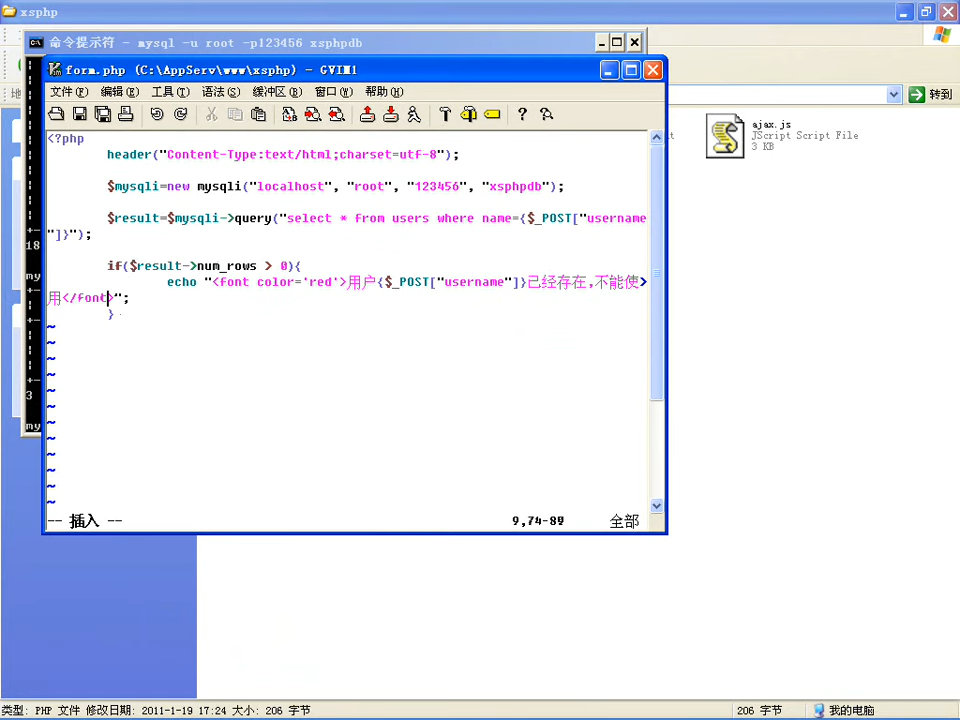 xsphp
命令提示符 - mysql -u root -p123456 xsphpdb
form.php (C:\AppServ\www\xsphp) - GVIM1
文件(F) 编辑(E) 工具(T) 语法(S) 缓冲区(B) 窗口(W) 帮助(H)
转到
ajax.js
JScript Script File
3 KB
<?php
header("Content-Type:text/html;charset=utf-8");
$mysqli=new mysqli("localhost", "root", "123456", "xsphpdb");
$result=$mysqli->query("select * from users where name={$_POST["username
"]}");
if($result->num_rows > 0){
echo "<font color='red'>用户{$_POST["username"]}己经存在,不能使>
用</font>";
}
~
~
~
~
~
~
~
~
~
~
~
~
-- 插入 --
9,74-89
全部
+-
18
my
+-
3
my
类型: PHP 文件 修改日期: 2011-1-19 17:24 大小: 206 字节
206 字节
我的电脑